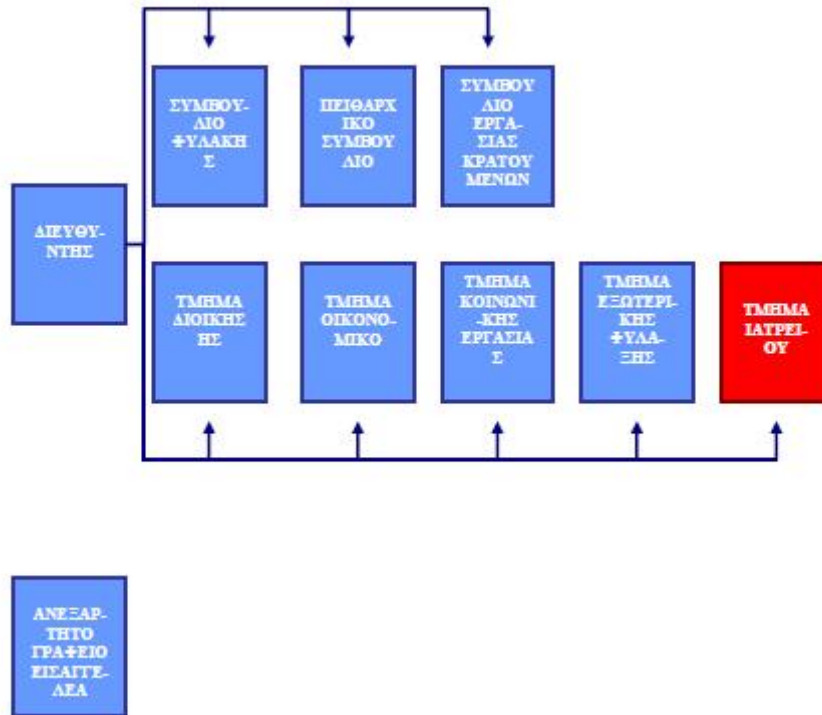 ΣΥΜΒΟΥ-
ΛΙΟ
ΦΥΛΑΚΗ
Σ
ΠΕΙΘΑΡΧ
ΙΚΟ
ΣΥΜΒΟΥ
ΛΙΟ
ΣΥΜΒΟΥ
ΛΙΟ
ΕΡΓΑ-
ΣΙΑΣ
ΚΡΑΤΟΥ
ΜΕΝΩΝ
ΔΙΕΥΘΥ-
ΝΤΗΣ
ΤΜΗΜΑ
ΔΙΟΙΚΗΣ
ΗΣ
ΤΜΗΜΑ
ΟΙΚΟΝΟ-
ΜΙΚΟ
ΤΜΗΜΑ
ΚΟΙΝΩΝΙ
-ΚΗΣ
ΕΡΓΑΣΙΑ
Σ
ΤΜΗΜΑ
ΕΞΩΤΕΡΙ-
ΚΗΣ
ΦΥΛΑ-
ΞΗΣ
ΤΜΗΜΑ
ΙΑΤΡΕΙ-
ΟΥ
ΑΝΕΞΑΡ-
ΤΗΤΟ
ΓΡΑΦΕΙΟ
ΕΙΣΑΓΓΕ-
ΛΕΑ